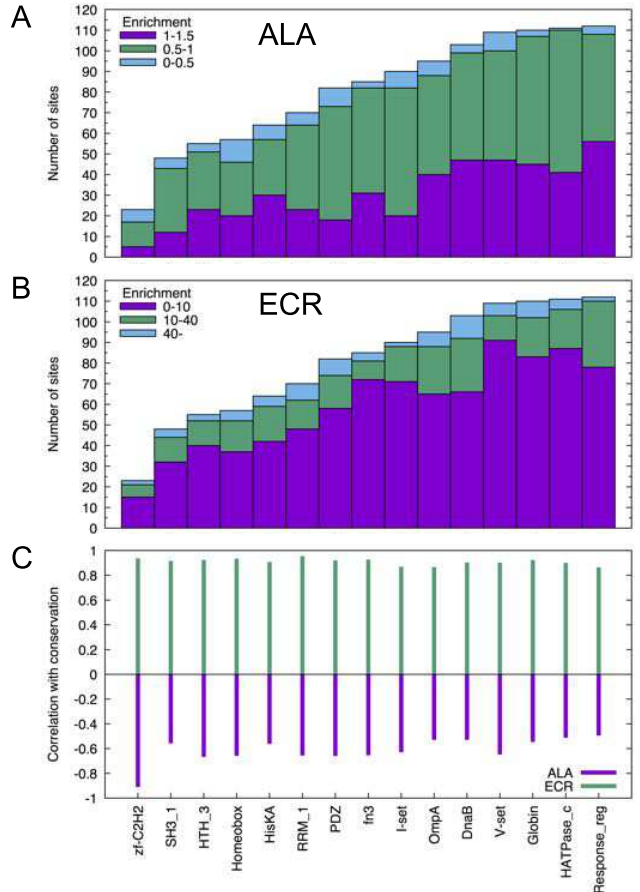 A
ALA
Enrichment
1-1.5
0.5-1
0-0.5
Number of sites
120
110
100
90
80
70
60
50
40
30
20
10
0
B
ECR
Enrichment
0-10
10-40
40-
Number of sites
120
110
100
90
80
70
60
50
40
30
20
10
0
C
Correlation with conservation
1
0.8
0.6
0.4
0.2
0
-0.2
-0.4
-0.6
-0.8
-1
ALA
ECR
zf-C2H2
SH3_1
HTH_3
Homeobox
HisKA
RRM_1
PDZ
fn3
I-set
OmpA
DnaB
V-set
Globin
HATPase_c
Response_reg